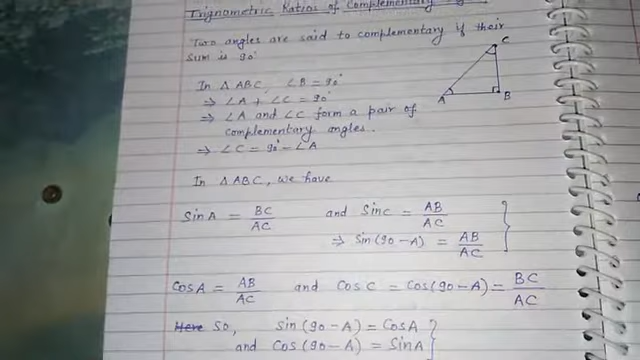 Trignometric Ratios of Complementary
Two angles are said to complementary if their
sum is 90°
C
In Δ ABC, ∠B = 90°
⇒ ∠A + ∠C = 90°
A B
⇒ ∠A and ∠C form a pair of
complementary angles.
⇒ ∠C = 90° − ∠A
In Δ ABC, we have
Sin A = BC/AC and Sin C = AB/AC
⇒ Sin (90 − A) = AB/AC
Cos A = AB/AC and Cos C = Cos (90 − A) = BC/AC
Here So, Sin (90 − A) = Cos A
and Cos (90 − A) = Sin A